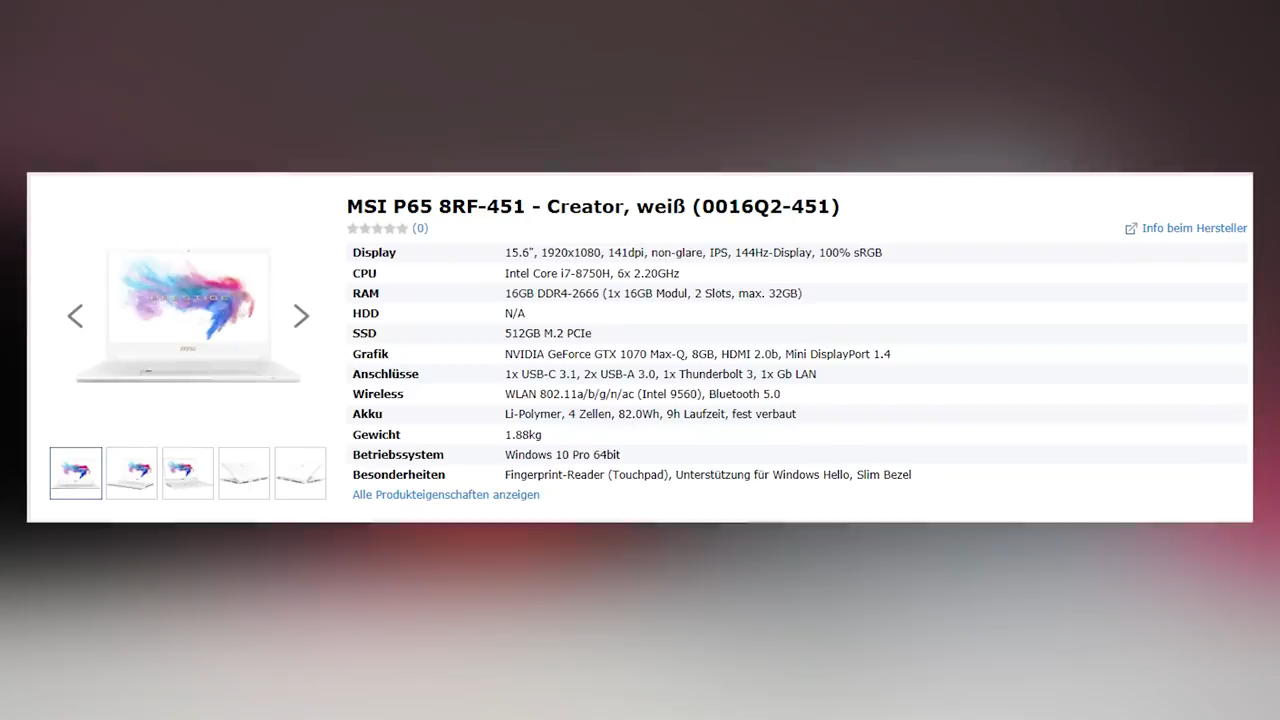 MSI P65 8RF-451 - Creator, weiß (0016Q2-451)
(0)
Info beim Hersteller
Display 15.6", 1920x1080, 141dpi, non-glare, IPS, 144Hz-Display, 100% sRGB
CPU Intel Core i7-8750H, 6x 2.20GHz
RAM 16GB DDR4-2666 (1x 16GB Modul, 2 Slots, max. 32GB)
HDD N/A
SSD 512GB M.2 PCIe
Grafik NVIDIA GeForce GTX 1070 Max-Q, 8GB, HDMI 2.0b, Mini DisplayPort 1.4
Anschlüsse 1x USB-C 3.1, 2x USB-A 3.0, 1x Thunderbolt 3, 1x Gb LAN
Wireless WLAN 802.11a/b/g/n/ac (Intel 9560), Bluetooth 5.0
Akku Li-Polymer, 4 Zellen, 82.0Wh, 9h Laufzeit, fest verbaut
Gewicht 1.88kg
Betriebssystem Windows 10 Pro 64bit
Besonderheiten Fingerprint-Reader (Touchpad), Unterstützung für Windows Hello, Slim Bezel
Alle Produkteigenschaften anzeigen
PRESTIGE
msi